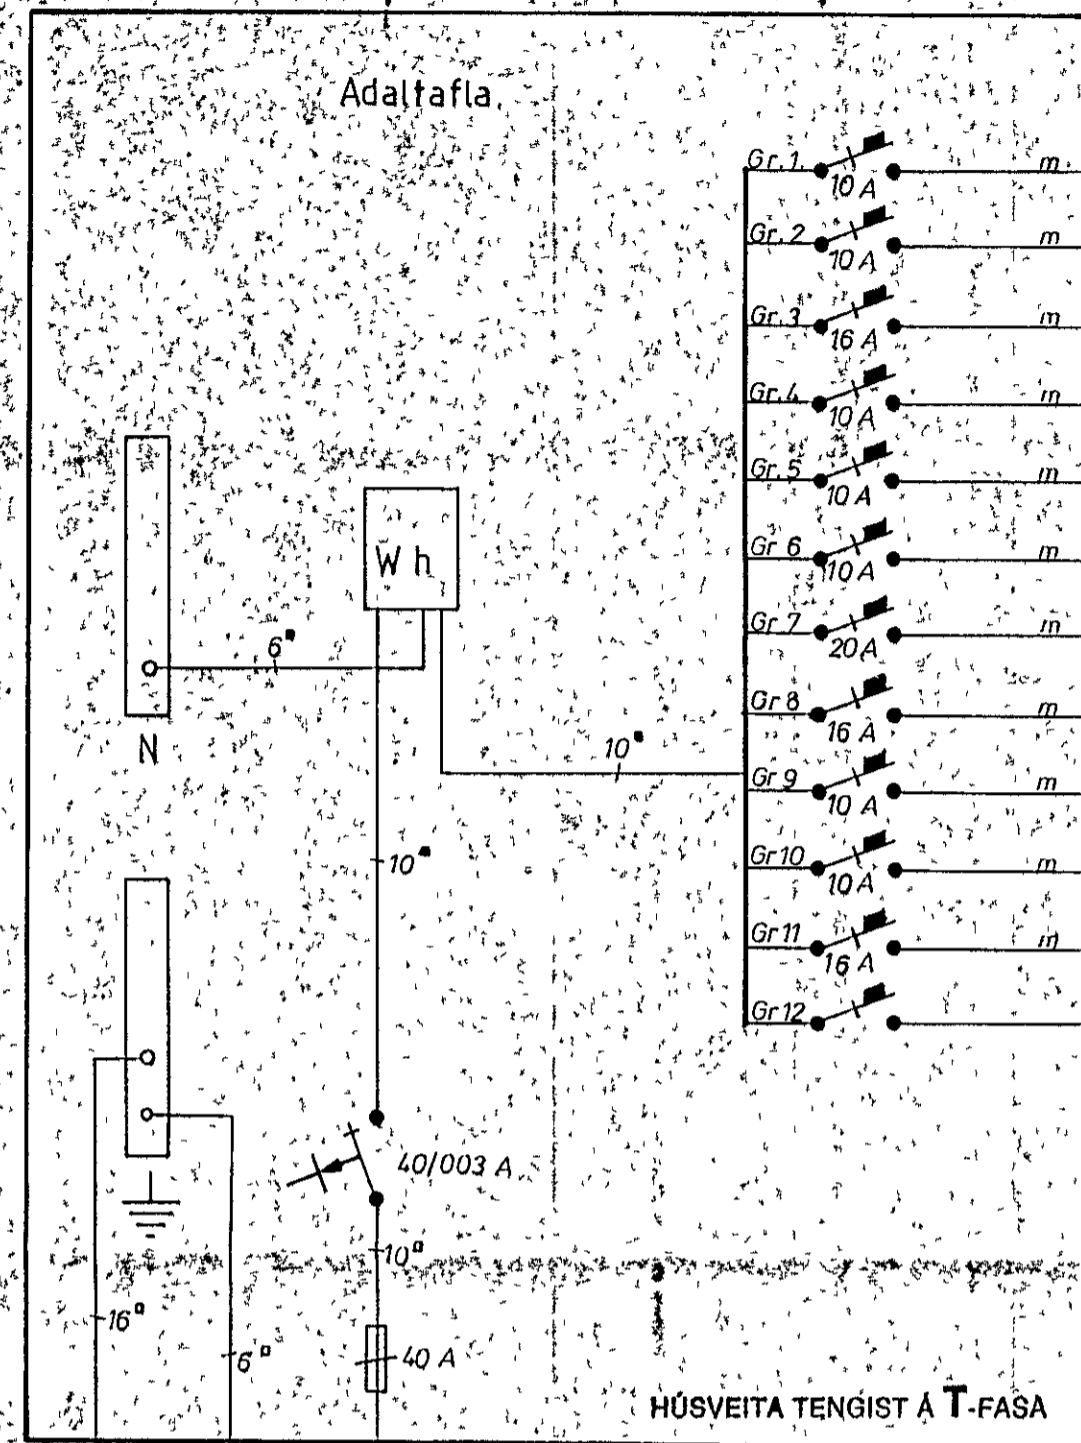 Adaltafla
Gr. 1 10 A m
Gr. 2 10 A m
Gr. 3 16 A m
Gr. 4 10 A m
Gr. 5 10 A m
Gr 6 10 A m
Gr 7 20 A m
Gr 8 16 A m
Gr 9 10 A m
Gr 10 10 A m
Gr 11 16 A m
Gr 12
Wh
6
N
10
10
40/003 A
10
16
6
40 A
HÚSVEITA TENGIST Á T-FASA